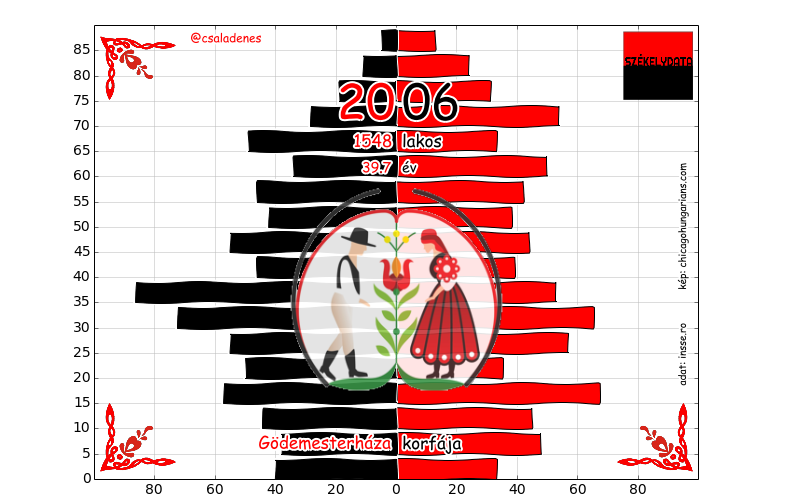 @csaladenes
SZÉKELYDATA
2006
1548 lakos
39.7 év
kép: chicagohungarians.com
adat: insse.ro
Gödemesterháza korfája
85
80
75
70
65
60
55
50
45
40
35
30
25
20
15
10
5
0
80 60 40 20 0 20 40 60 80